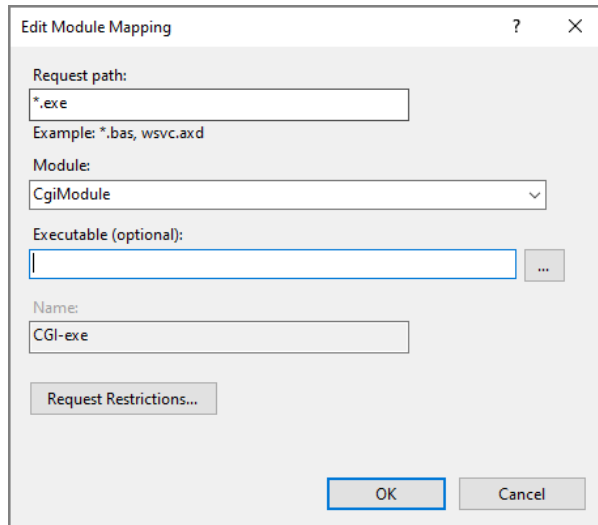 Edit Module Mapping ?
Request path:
*.exe
Example: *.bas, wsvc.axd
Module:
CgiModule
Executable (optional):
...
Name:
CGI-exe
Request Restrictions...
OK Cancel